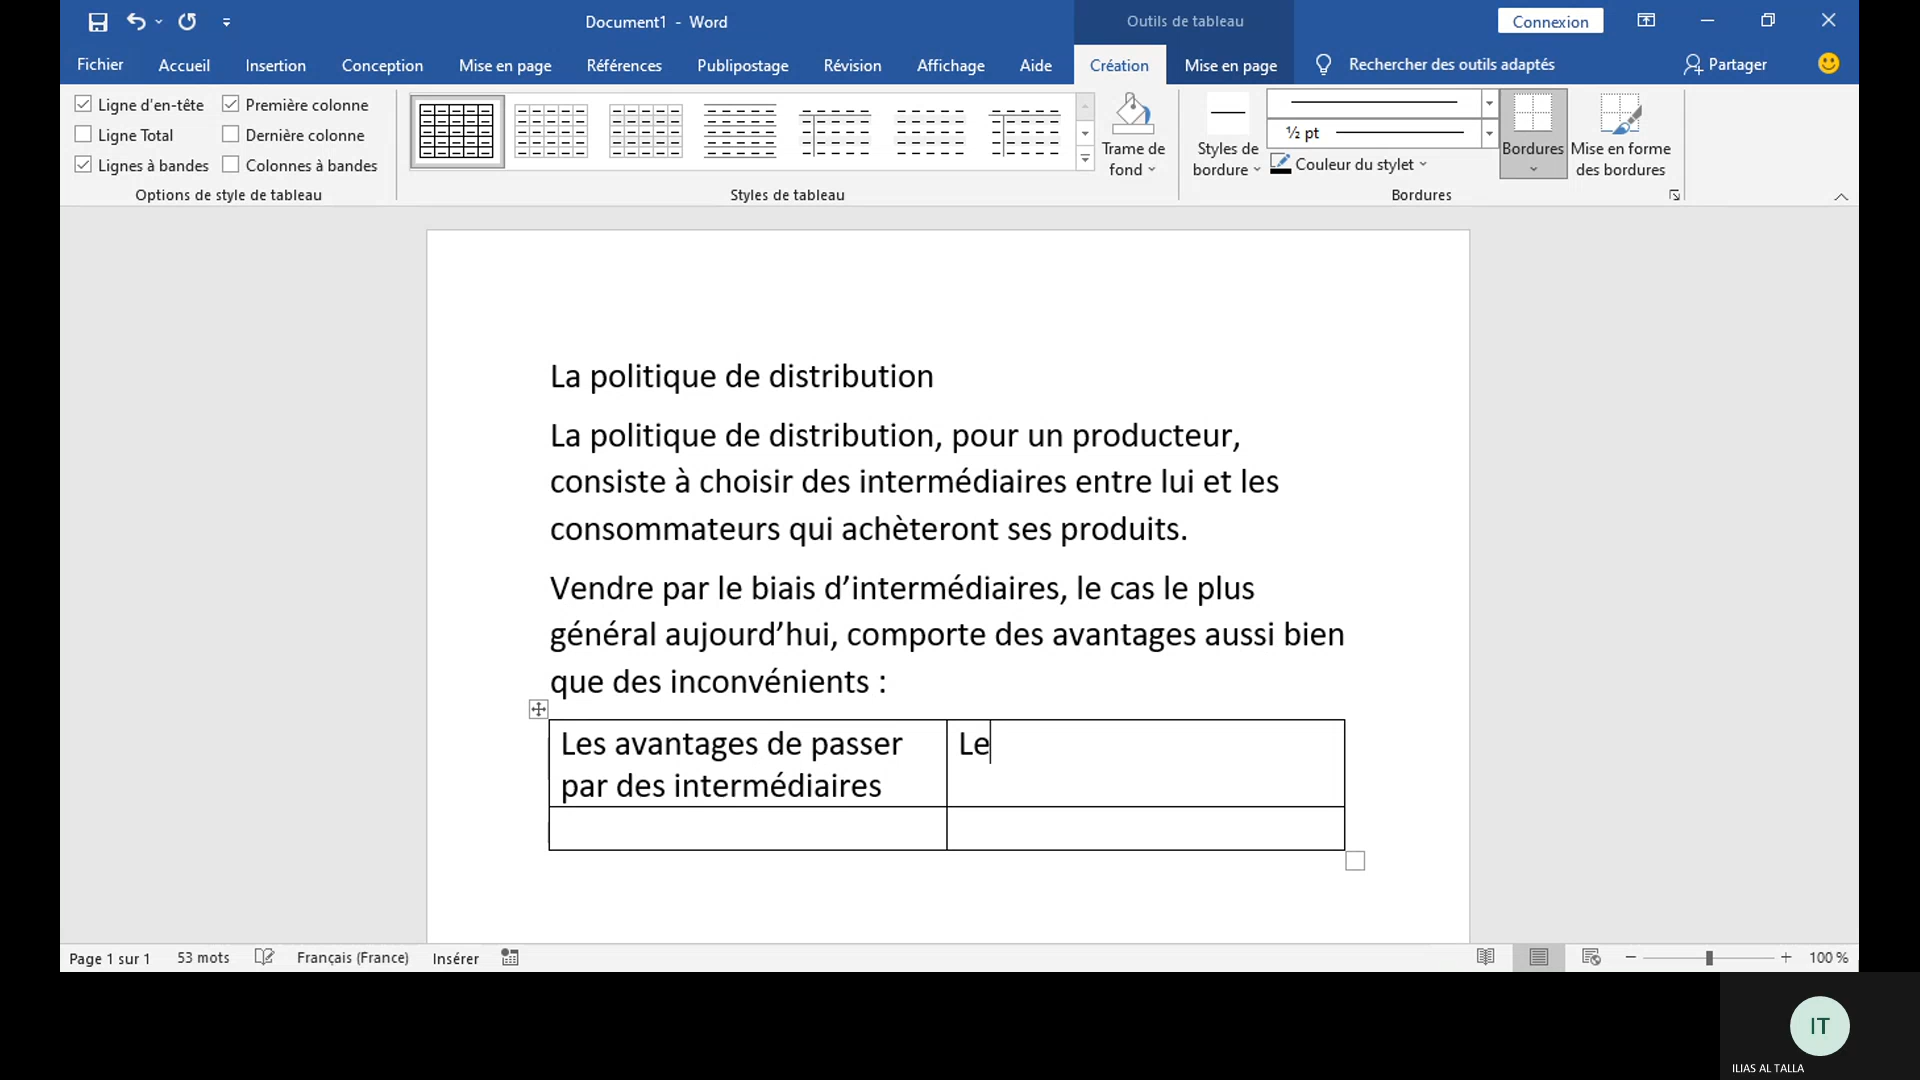 Document1 - Word
Outils de tableau
Connexion
Fichier
Accueil
Insertion
Conception
Mise en page
Références
Publipostage
Révision
Affichage
Aide
Création
Mise en page
Rechercher des outils adaptés
Partager
Ligne d'en-tête
Première colonne
Ligne Total
Dernière colonne
Lignes à bandes
Colonnes à bandes
Options de style de tableau
Styles de tableau
Trame de
fond
Styles de
bordure
½ pt
Couleur du stylet
Bordures
Mise en forme
des bordures
Bordures
La politique de distribution
La politique de distribution, pour un producteur,
consiste à choisir des intermédiaires entre lui et les
consommateurs qui achèteront ses produits.
Vendre par le biais d’intermédiaires, le cas le plus
général aujourd’hui, comporte des avantages aussi bien
que des inconvénients :
Les avantages de passer
par des intermédiaires
Le
Page 1 sur 1
53 mots
Français (France)
Insérer
100 %
IT
ILIAS AL TALLA